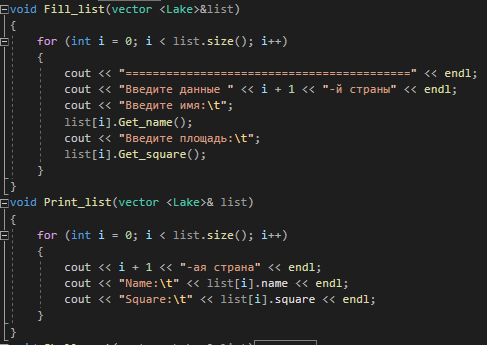 void Fill_list(vector <Lake>&list)
{
for (int i = 0; i < list.size(); i++)
{
cout << "==========================================" << endl;
cout << "Введите данные " << i + 1 << "-й страны" << endl;
cout << "Введите имя:\t";
list[i].Get_name();
cout << "Введите площадь:\t";
list[i].Get_square();
}
}
void Print_list(vector <Lake>& list)
{
for (int i = 0; i < list.size(); i++)
{
cout << i + 1 << "-ая страна" << endl;
cout << "Name:\t" << list[i].name << endl;
cout << "Square:\t" << list[i].square << endl;
}
}